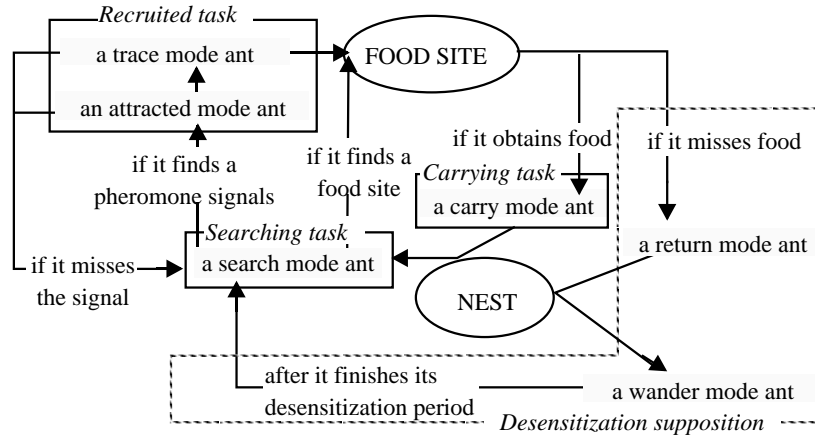 Recruited task
a trace mode ant
FOOD SITE
an attracted mode ant
if it finds a
pheromone signals
if it finds a
food site
if it obtains food
if it misses food
Carrying task
a carry mode ant
Searching task
a search mode ant
if it misses
the signal
a return mode ant
NEST
after it finishes its
desensitization period
a wander mode ant
Desensitization supposition